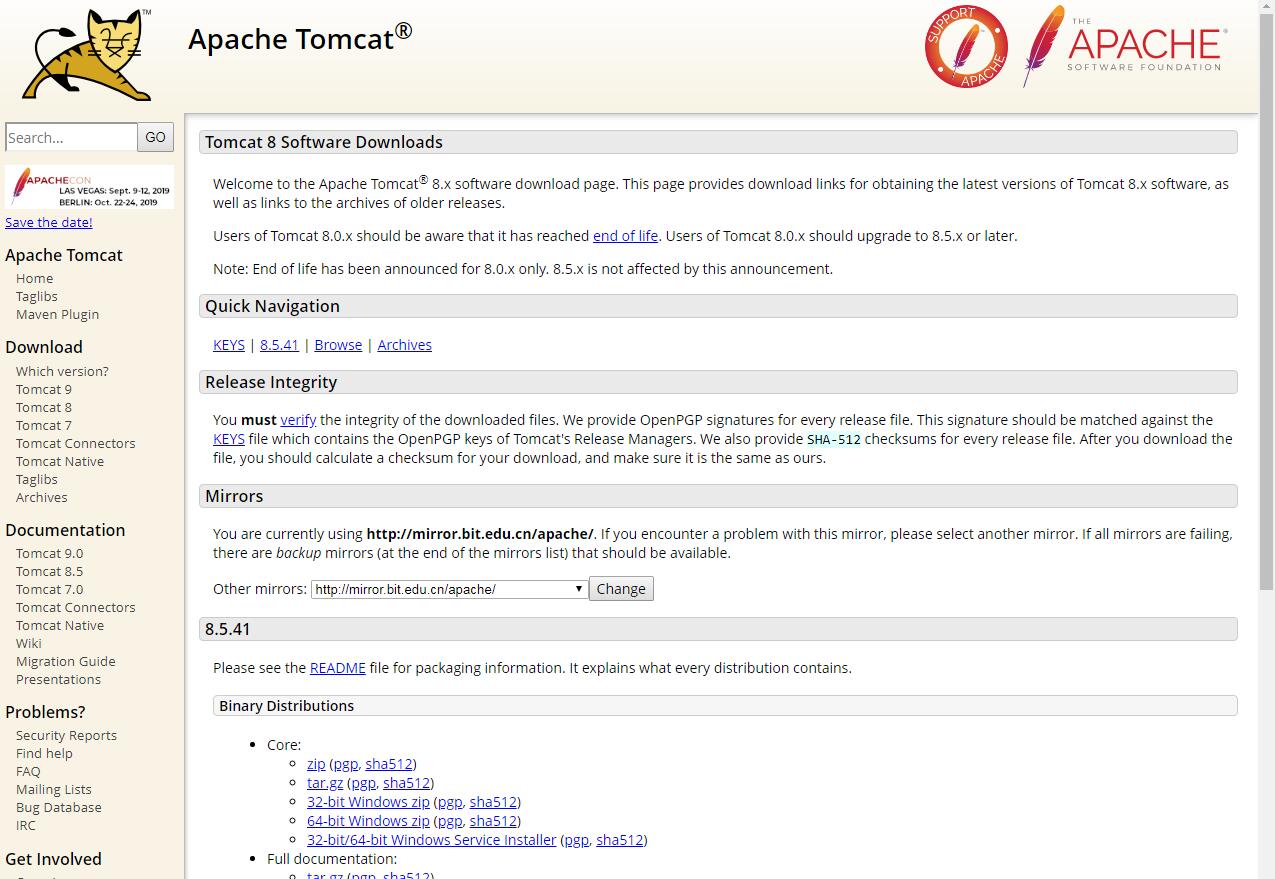 TM
Apache Tomcat®
SUPPORT
APACHE
THE
APACHE®
SOFTWARE FOUNDATION
Search...
GO
APACHECON
LAS VEGAS: Sept. 9-12, 2019
BERLIN: Oct. 22-24, 2019
Save the date!
Apache Tomcat
Home
Taglibs
Maven Plugin
Download
Which version?
Tomcat 9
Tomcat 8
Tomcat 7
Tomcat Connectors
Tomcat Native
Taglibs
Archives
Documentation
Tomcat 9.0
Tomcat 8.5
Tomcat 7.0
Tomcat Connectors
Tomcat Native
Wiki
Migration Guide
Presentations
Problems?
Security Reports
Find help
FAQ
Mailing Lists
Bug Database
IRC
Get Involved
Tomcat 8 Software Downloads
Welcome to the Apache Tomcat® 8.x software download page. This page provides download links for obtaining the latest versions of Tomcat 8.x software, as
well as links to the archives of older releases.
Users of Tomcat 8.0.x should be aware that it has reached end of life. Users of Tomcat 8.0.x should upgrade to 8.5.x or later.
Note: End of life has been announced for 8.0.x only. 8.5.x is not affected by this announcement.
Quick Navigation
KEYS | 8.5.41 | Browse | Archives
Release Integrity
You must verify the integrity of the downloaded files. We provide OpenPGP signatures for every release file. This signature should be matched against the
KEYS file which contains the OpenPGP keys of Tomcat's Release Managers. We also provide SHA-512 checksums for every release file. After you download the
file, you should calculate a checksum for your download, and make sure it is the same as ours.
Mirrors
You are currently using http://mirror.bit.edu.cn/apache/. If you encounter a problem with this mirror, please select another mirror. If all mirrors are failing,
there are backup mirrors (at the end of the mirrors list) that should be available.
Other mirrors: http://mirror.bit.edu.cn/apache/ Change
8.5.41
Please see the README file for packaging information. It explains what every distribution contains.
Binary Distributions
Core:
zip (pgp, sha512)
tar.gz (pgp, sha512)
32-bit Windows zip (pgp, sha512)
64-bit Windows zip (pgp, sha512)
32-bit/64-bit Windows Service Installer (pgp, sha512)
Full documentation:
tar.gz (pgp, sha512)